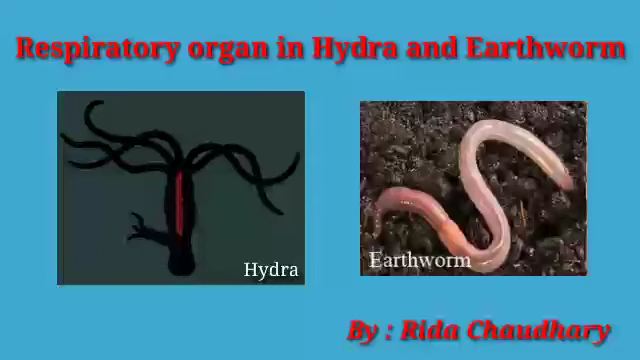 Respiratory organ in Hydra and Earthworm
Hydra
Earthworm
By : Rida Chaudhary